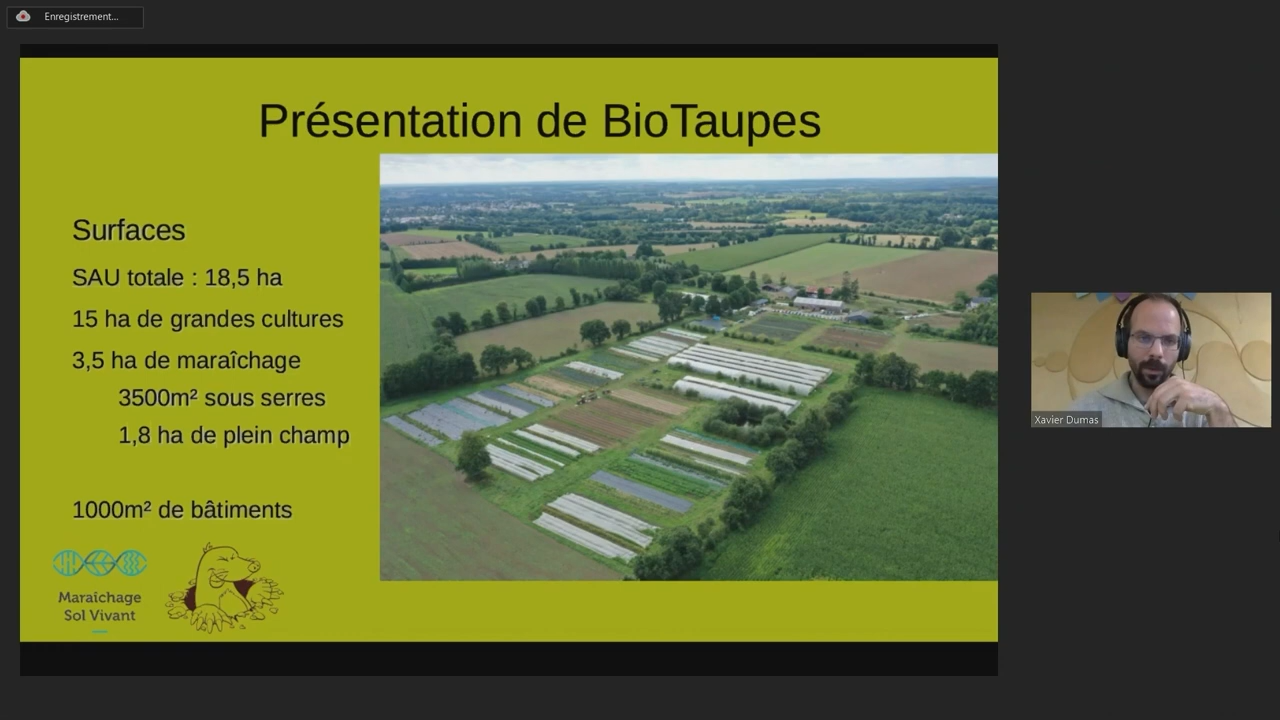 Enregistrement...
Présentation de BioTaupes
Surfaces
SAU totale : 18,5 ha
15 ha de grandes cultures
3,5 ha de maraîchage
3500m² sous serres
1,8 ha de plein champ
1000m² de bâtiments
Maraîchage
Sol Vivant
Xavier Dumas